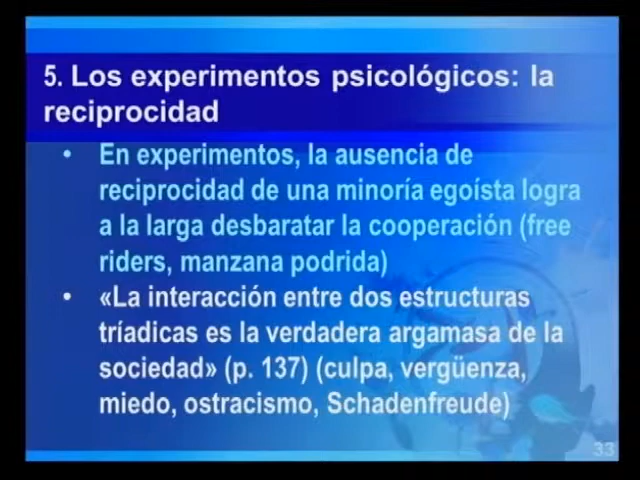 5. Los experimentos psicológicos: la
reciprocidad
• En experimentos, la ausencia de
reciprocidad de una minoría egoísta logra
a la larga desbaratar la cooperación (free
riders, manzana podrida)
• «La interacción entre dos estructuras
tríadicas es la verdadera argamasa de la
sociedad» (p. 137) (culpa, vergüenza,
miedo, ostracismo, Schadenfreude)
33